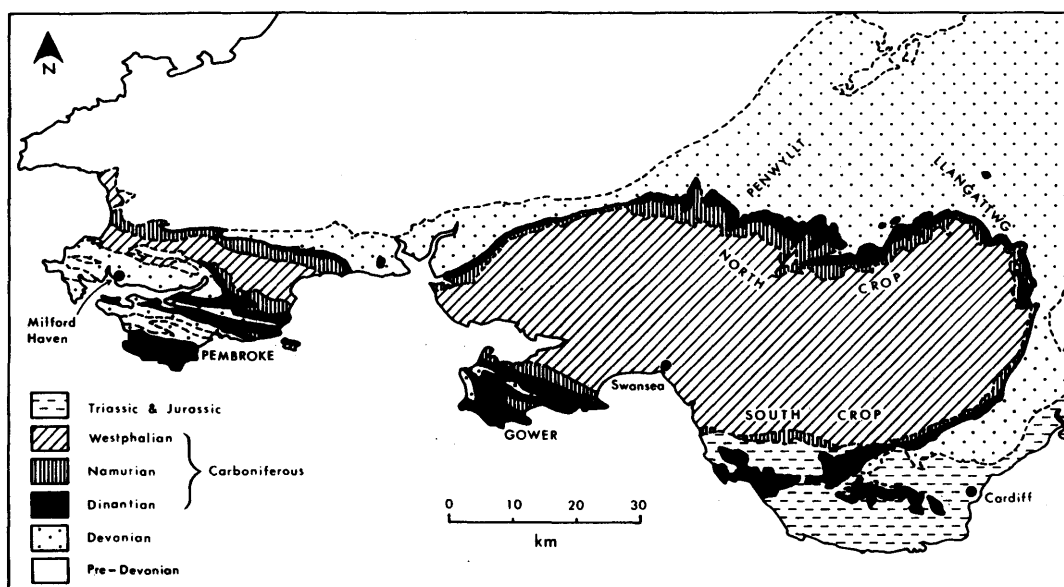 N
PENWYLLT
LLANGATTWG
NORTH CROP
Milford
Haven
PEMBROKE
Swansea
GOWER
SOUTH CROP
Cardiff
Triassic & Jurassic
Westphalian
Namurian
Carboniferous
Dinantian
Devonian
Pre-Devonian
0 10 20 30
km